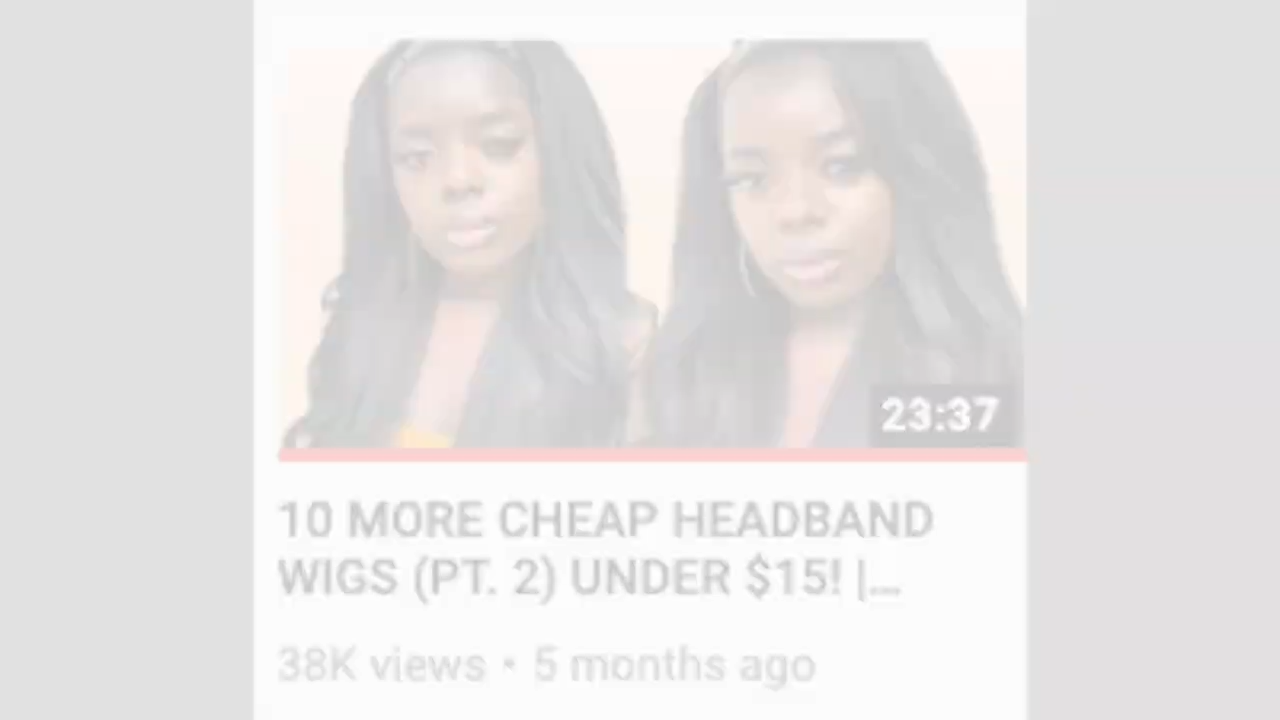 23:37
10 MORE CHEAP HEADBAND
WIGS (PT. 2) UNDER $15! |...
38K views • 5 months ago